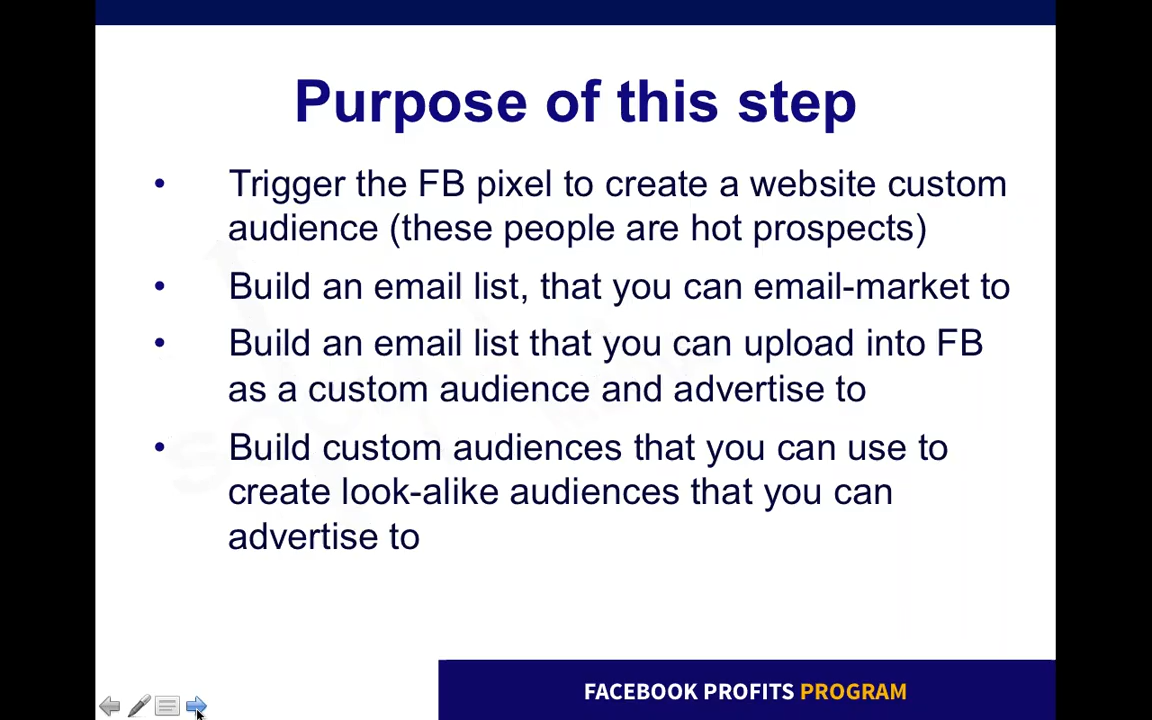 Purpose of this step
• Trigger the FB pixel to create a website custom
audience (these people are hot prospects)
• Build an email list, that you can email-market to
• Build an email list that you can upload into FB
as a custom audience and advertise to
• Build custom audiences that you can use to
create look-alike audiences that you can
advertise to
FACEBOOK PROFITS PROGRAM